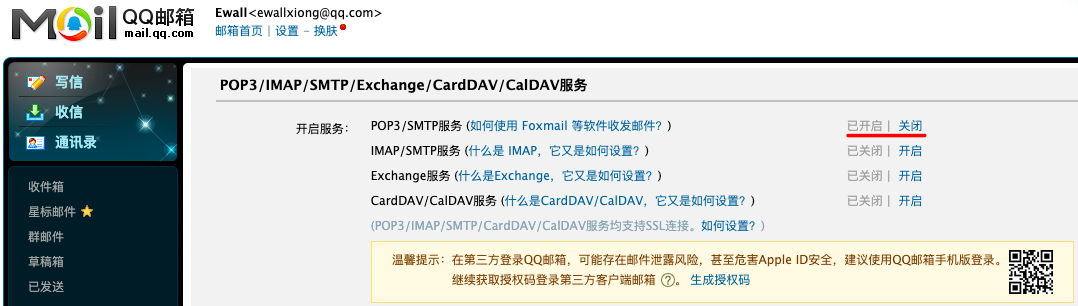 Mail QQ邮箱 mail.qq.com
Ewall<ewallxiong@qq.com>
邮箱首页 | 设置 - 换肤
写信
收信
通讯录
收件箱
星标邮件
群邮件
草稿箱
已发送
POP3/IMAP/SMTP/Exchange/CardDAV/CalDAV服务
开启服务： POP3/SMTP服务 (如何使用 Foxmail 等软件收发邮件？) 已开启 | 关闭
IMAP/SMTP服务 (什么是 IMAP，它又是如何设置？) 已关闭 | 开启
Exchange服务 (什么是Exchange，它又是如何设置？) 已关闭 | 开启
CardDAV/CalDAV服务 (什么是CardDAV/CalDAV，它又是如何设置？) 已关闭 | 开启
(POP3/IMAP/SMTP/CardDAV/CalDAV服务均支持SSL连接。如何设置？)
温馨提示： 在第三方登录QQ邮箱，可能存在邮件泄露风险，甚至危害Apple ID安全，建议使用QQ邮箱手机版登录。
继续获取授权码登录第三方客户端邮箱 ?。 生成授权码